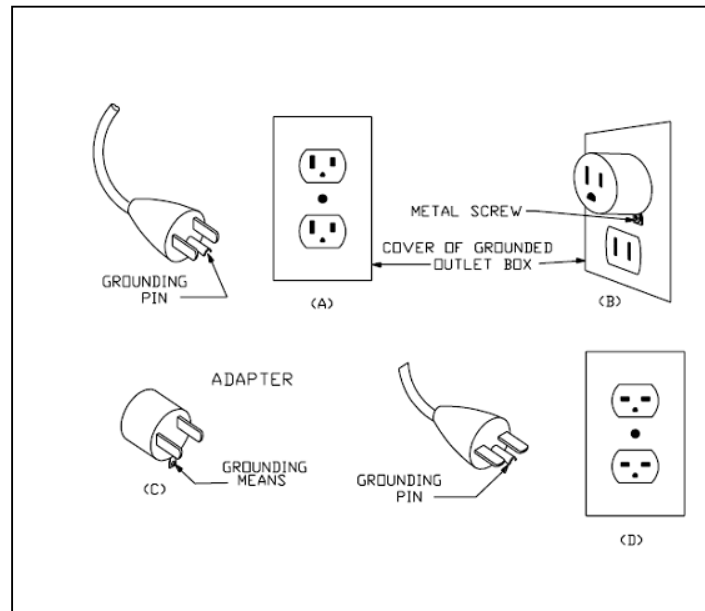 METAL SCREW
COVER OF GROUNDED
OUTLET BOX
GROUNDING
PIN
(A)
(B)
ADAPTER
GROUNDING
MEANS
(C)
GROUNDING
PIN
(D)